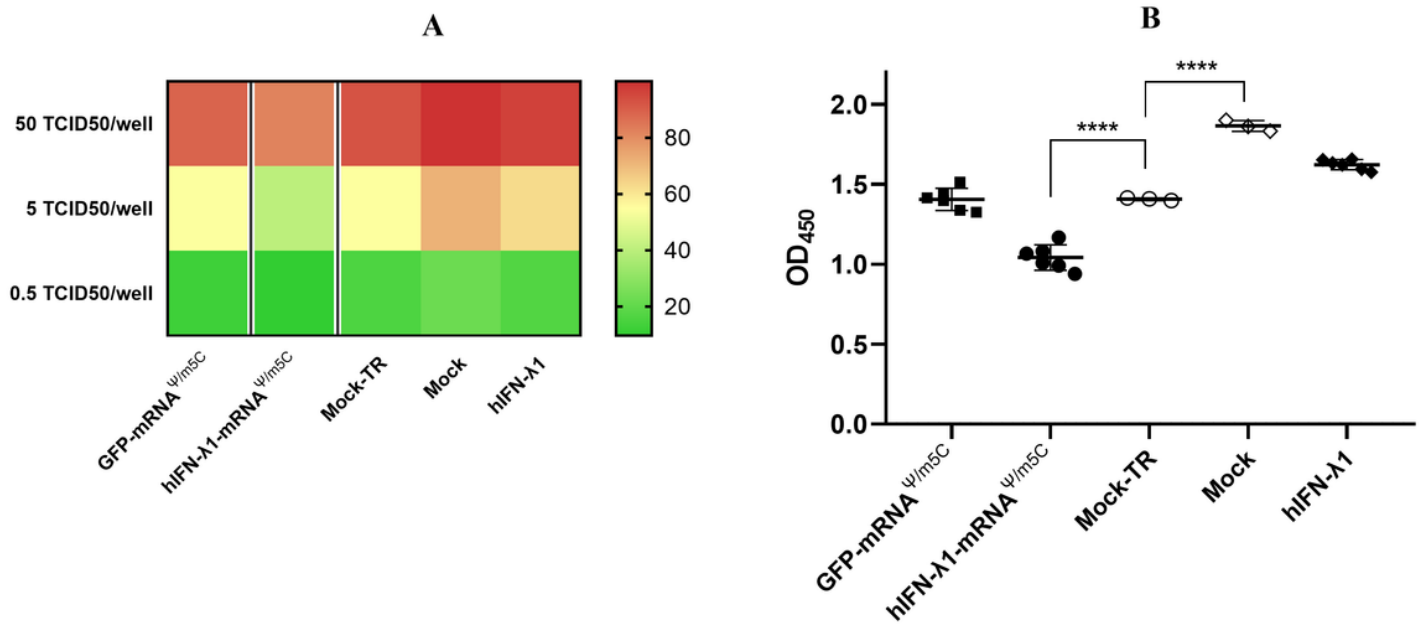 A
50 TCID50/well
5 TCID50/well
0.5 TCID50/well
80
60
40
20
GFP-mRNA Ψ/m5C
hIFN-λ1-mRNA Ψ/m5C
Mock-TR
Mock
hIFN-λ1
B
****
****
2.0
1.5
1.0
0.5
0.0
OD450
GFP-mRNA Ψ/m5C
hIFN-λ1-mRNA Ψ/m5C
Mock-TR
Mock
hIFN-λ1